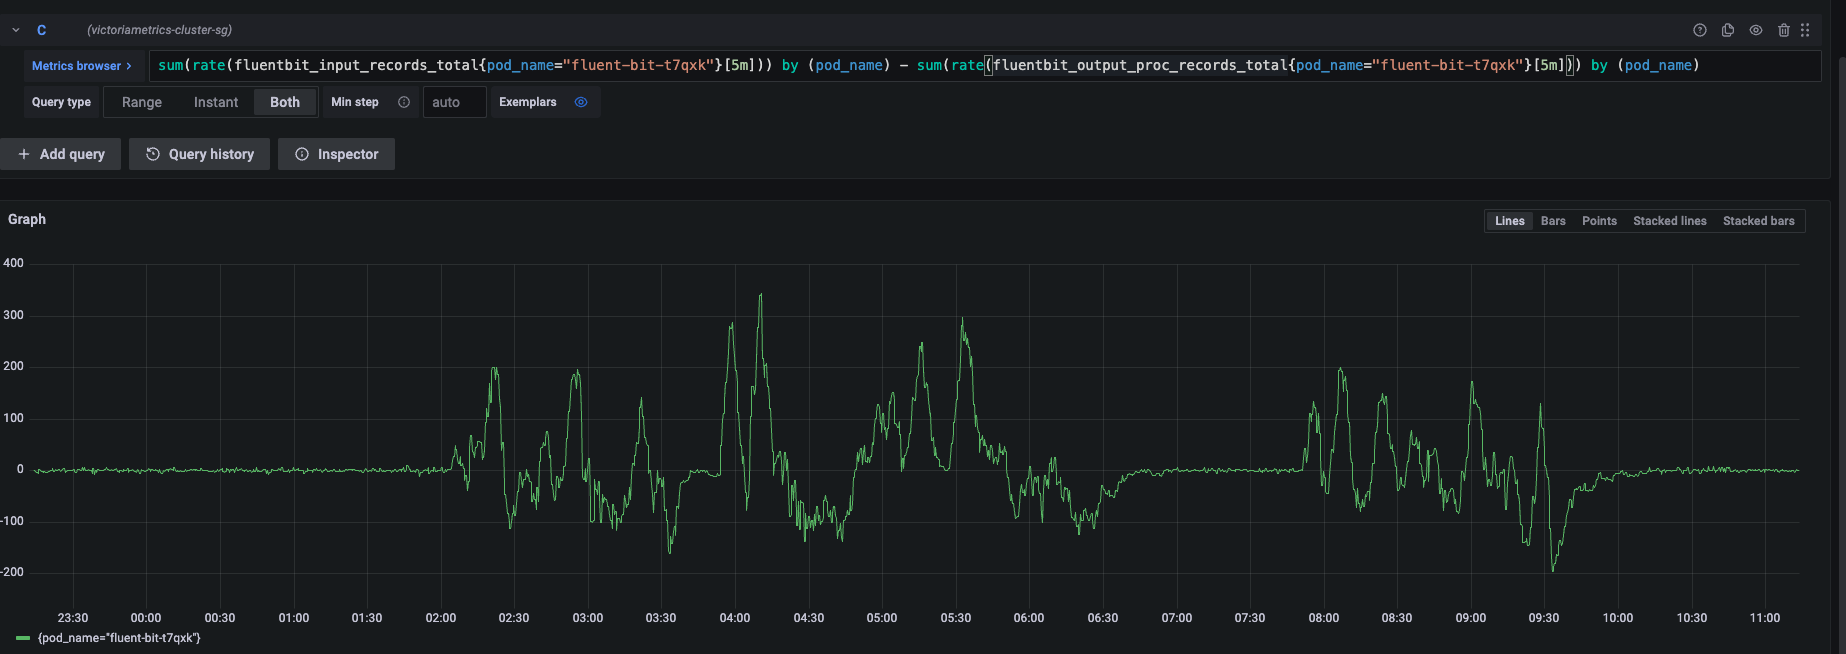 C (victoriametrics-cluster-sg)
Metrics browser > sum(rate(fluentbit_input_records_total{pod_name="fluent-bit-t7qxk"}[5m])) by (pod_name) - sum(rate(fluentbit_output_proc_records_total{pod_name="fluent-bit-t7qxk"}[5m])) by (pod_name)
Query type Range Instant Both Min step auto Exemplars
+ Add query Query history Inspector
Graph
Lines Bars Points Stacked lines Stacked bars
400
300
200
100
0
-100
-200
23:30 00:00 00:30 01:00 01:30 02:00 02:30 03:00 03:30 04:00 04:30 05:00 05:30 06:00 06:30 07:00 07:30 08:00 08:30 09:00 09:30 10:00 10:30 11:00
{pod_name="fluent-bit-t7qxk"}